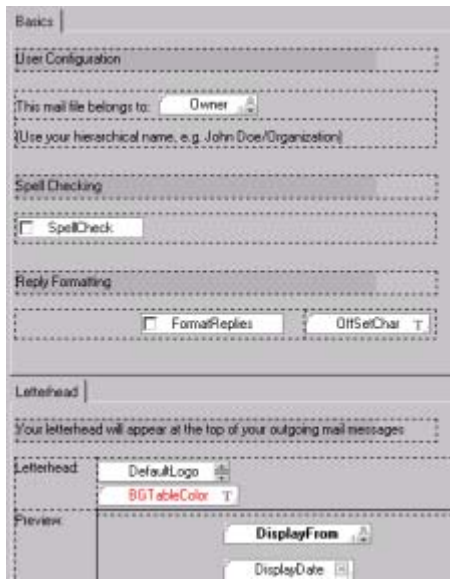 Basics
User Configuration
This mail file belongs to: Owner
(Use your hierarchical name, e.g. John Doe/Organization)
Spell Checking
SpellCheck
Reply Formatting
FormatReplies OffSetChar T
Letterhead
Your letterhead will appear at the top of your outgoing mail messages
Letterhead: DefaultLogo
BGTableColor T
Preview:
DisplayFrom
DisplayDate